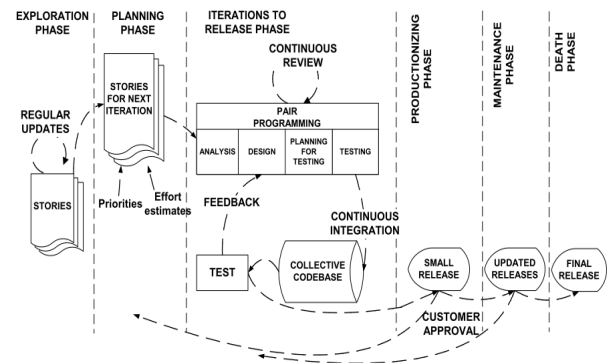 EXPLORATION
PHASE
PLANNING
PHASE
ITERATIONS TO
RELEASE PHASE
PRODUCTIONIZING
PHASE
MAINTENANCE
PHASE
DEATH
PHASE
CONTINUOUS
REVIEW
STORIES
FOR NEXT
ITERATION
REGULAR
UPDATES
PAIR
PROGRAMMING
ANALYSIS
DESIGN
PLANNING
FOR
TESTING
TESTING
Priorities
Effort
estimates
STORIES
FEEDBACK
CONTINUOUS
INTEGRATION
TEST
COLLECTIVE
CODEBASE
SMALL
RELEASE
UPDATED
RELEASES
FINAL
RELEASE
CUSTOMER
APPROVAL